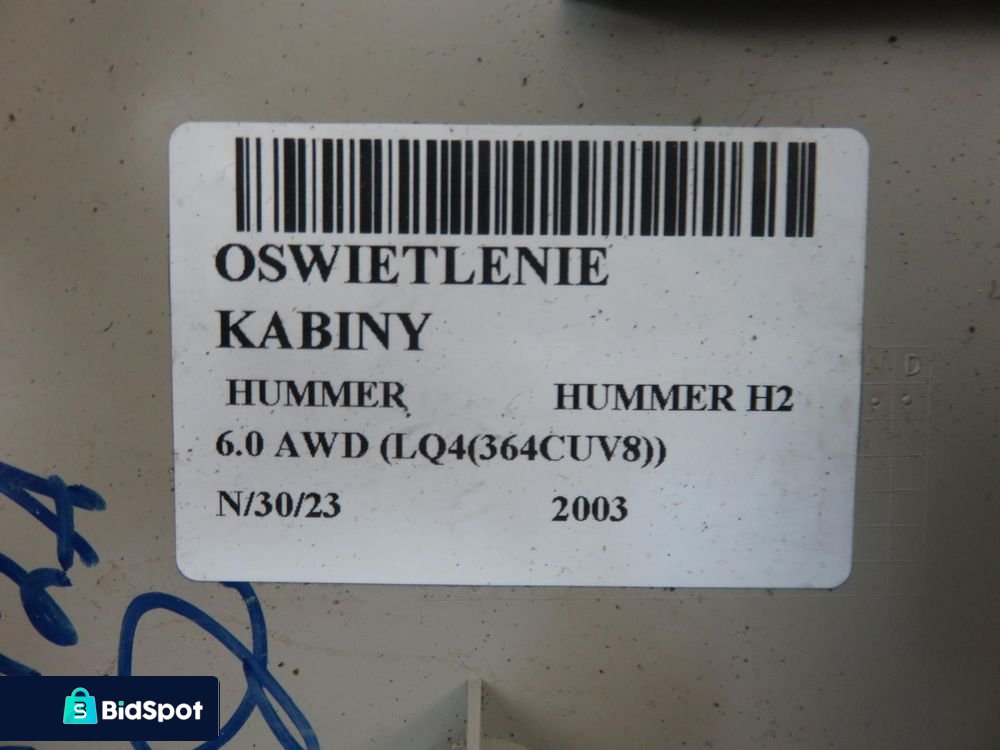 OSWIETLENIE
KABINY
HUMMER HUMMER H2
6.0 AWD (LQ4(364CUV8))
N/30/23 2003
BidSpot